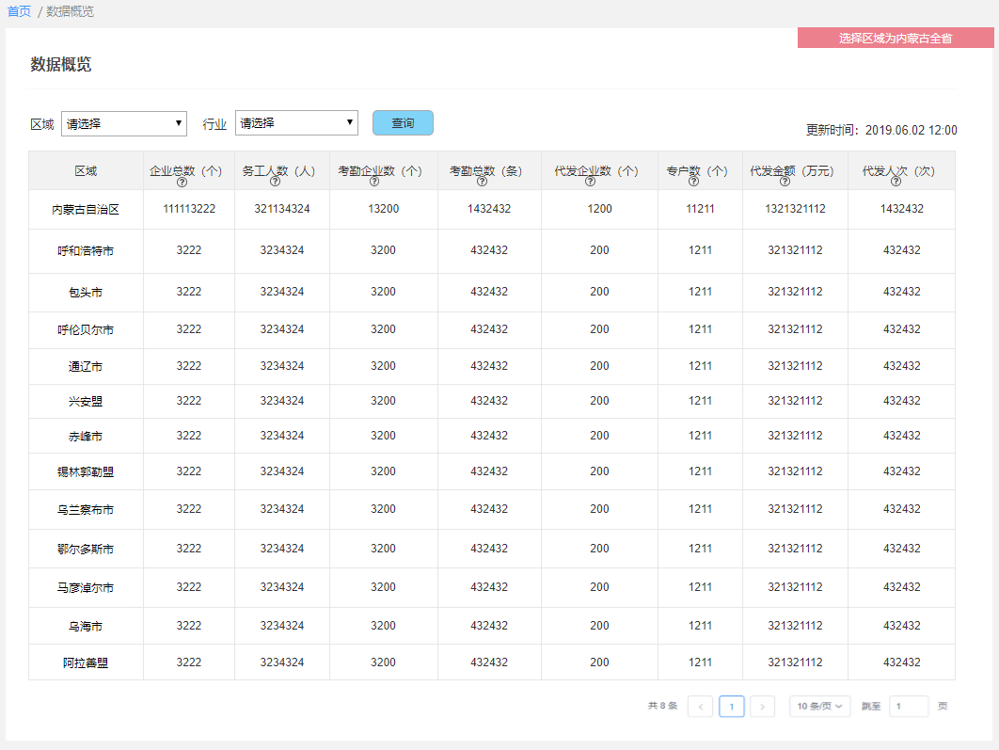 首页 / 数据概览
选择区域为内蒙古全省
数据概览
区域 请选择 行业 请选择 查询
更新时间：2019.06.02 12:00
区域 企业总数（个） 务工人数（人） 考勤企业数（个） 考勤总数（条） 代发企业数（个） 专户数（个） 代发金额（万元） 代发人次（次）
内蒙古自治区 111113222 321134324 13200 1432432 1200 11211 1321321112 1432432
呼和浩特市 3222 3234324 3200 432432 200 1211 321321112 432432
包头市 3222 3234324 3200 432432 200 1211 321321112 432432
呼伦贝尔市 3222 3234324 3200 432432 200 1211 321321112 432432
通辽市 3222 3234324 3200 432432 200 1211 321321112 432432
兴安盟 3222 3234324 3200 432432 200 1211 321321112 432432
赤峰市 3222 3234324 3200 432432 200 1211 321321112 432432
锡林郭勒盟 3222 3234324 3200 432432 200 1211 321321112 432432
乌兰察布市 3222 3234324 3200 432432 200 1211 321321112 432432
鄂尔多斯市 3222 3234324 3200 432432 200 1211 321321112 432432
马彦淖尔市 3222 3234324 3200 432432 200 1211 321321112 432432
乌海市 3222 3234324 3200 432432 200 1211 321321112 432432
阿拉善盟 3222 3234324 3200 432432 200 1211 321321112 432432
共 8 条 < 1 > 10 条/页 跳至 1 页